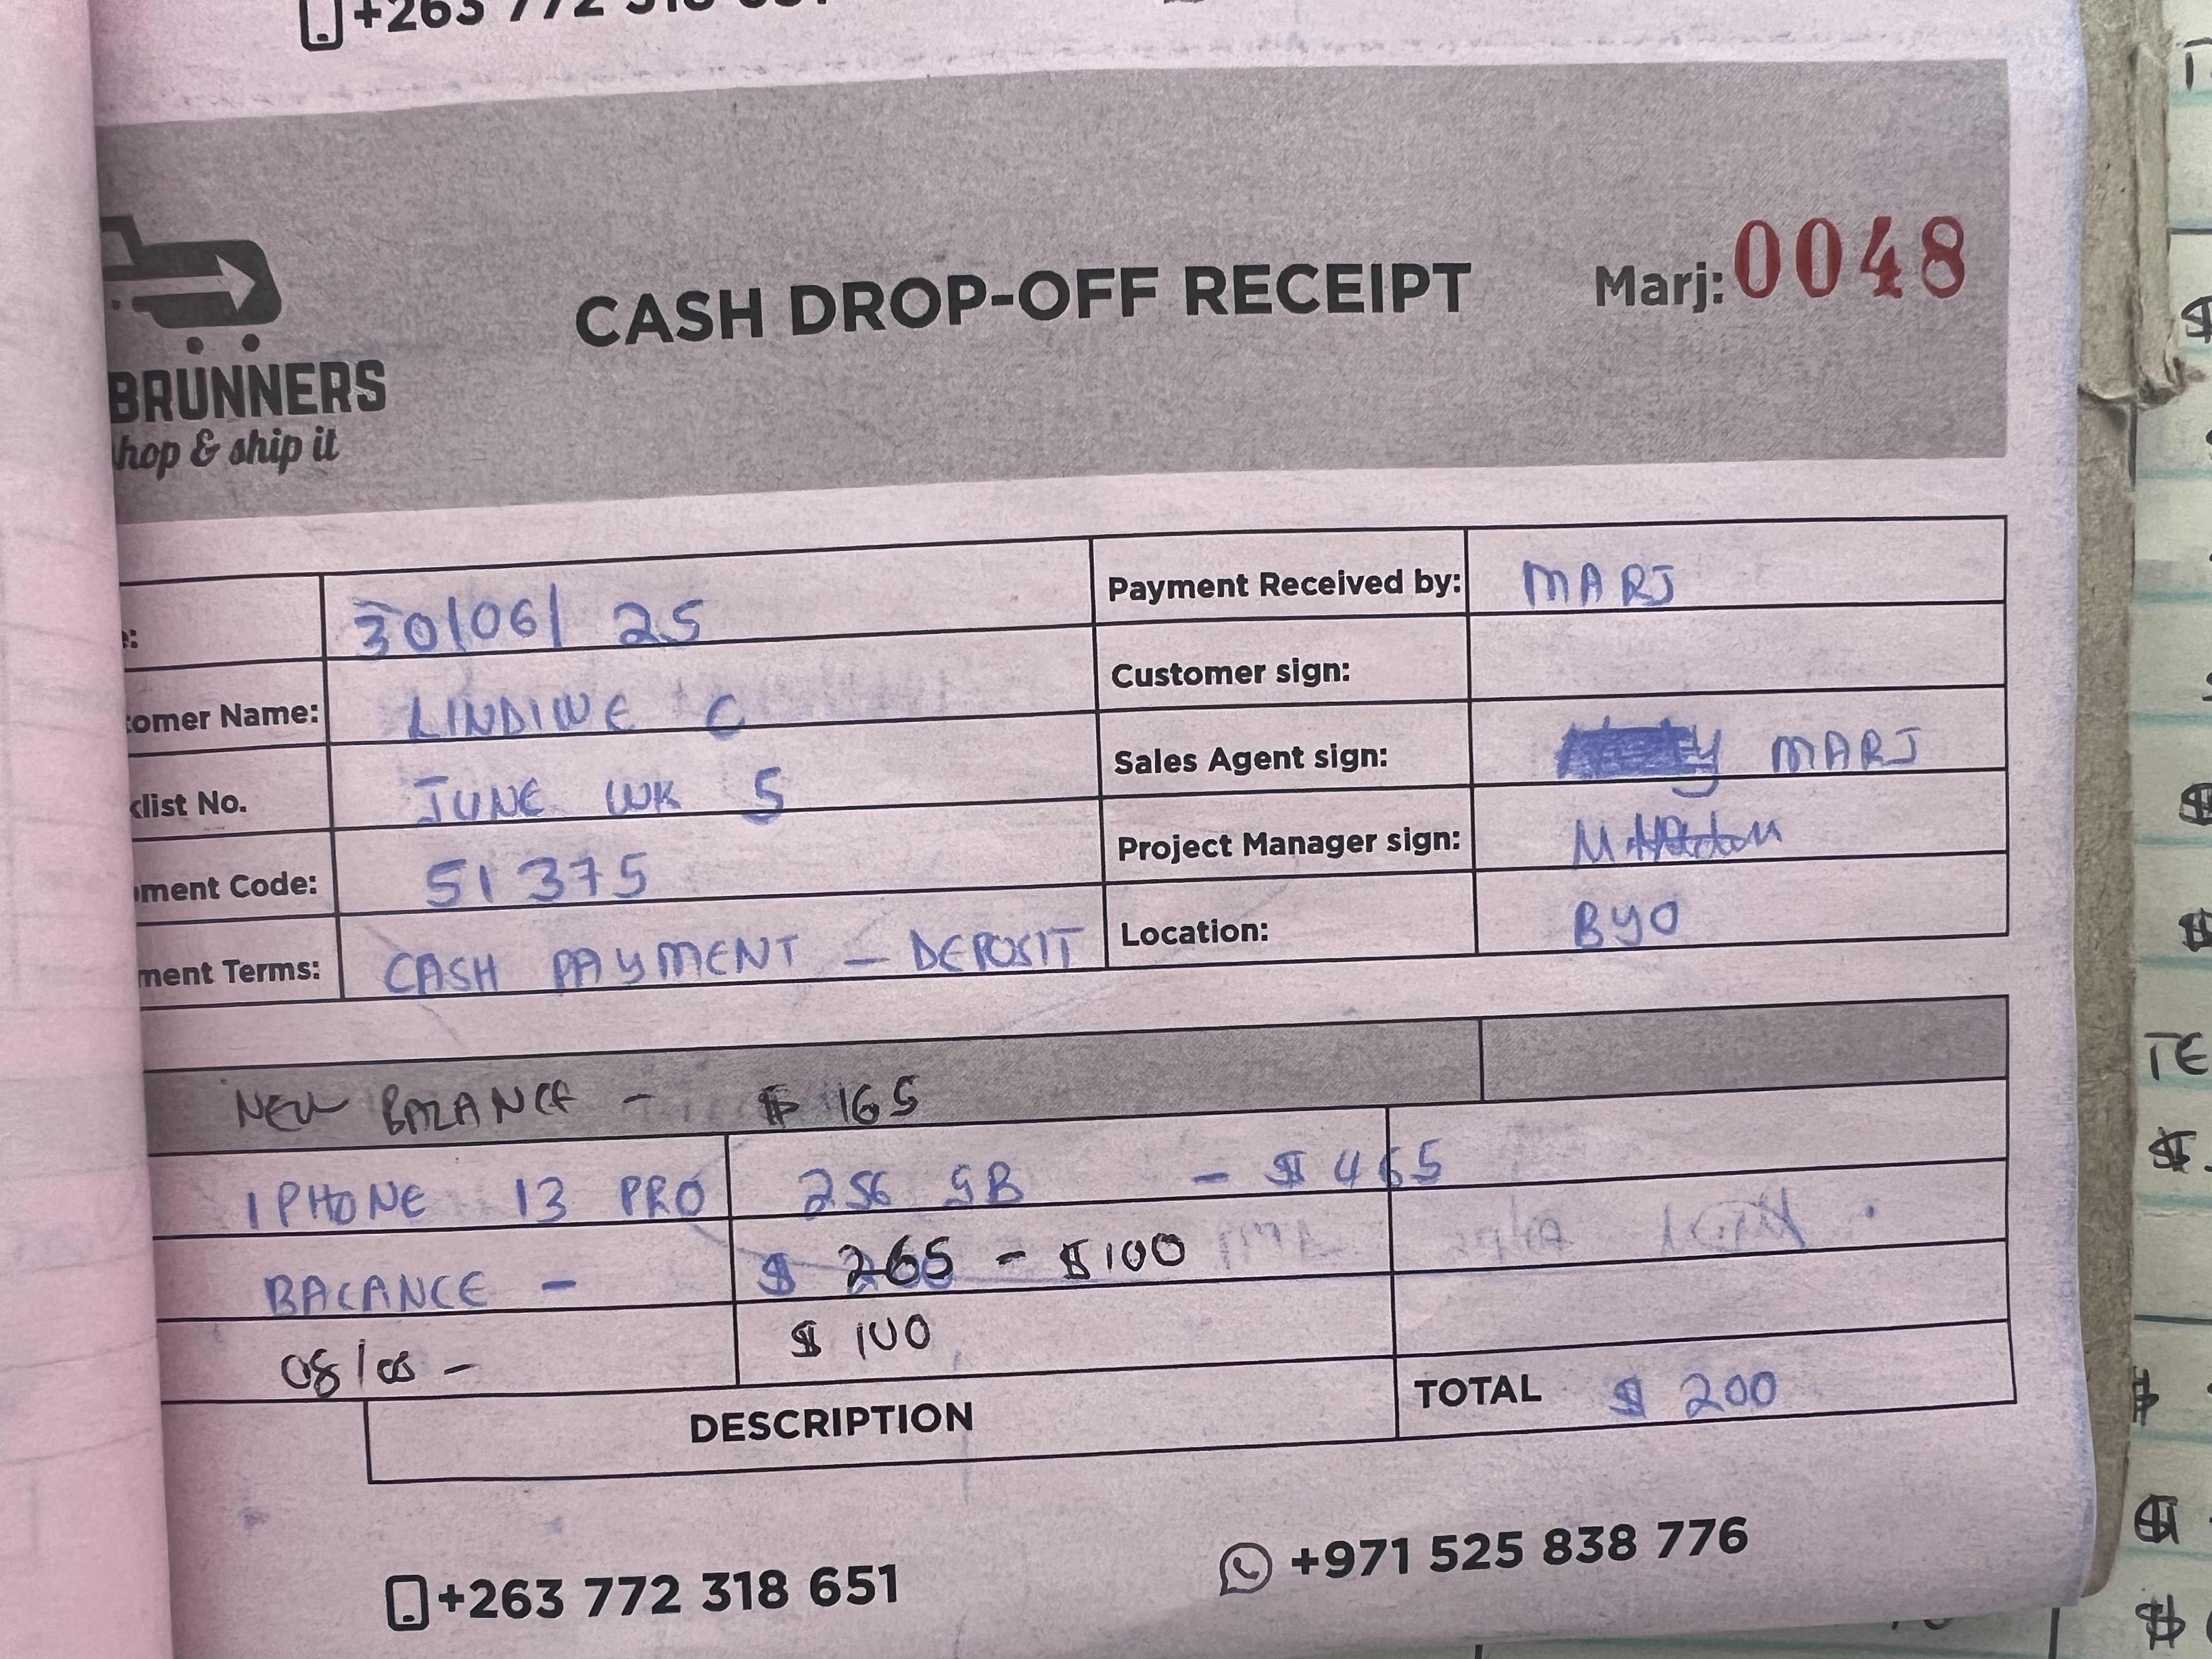 +263 772 318 651
BRUNNERS
hop & ship it
CASH DROP-OFF RECEIPT
Marj: 0048
e: 30/06/25
Payment Received by: MARJ
omer Name: LINDIWE C
Customer sign:
klist No. JUNE WK 5
Sales Agent sign: MARJ
ment Code: 51375
Project Manager sign:
ment Terms: CASH PAYMENT - DEPOSIT
Location: BYO
NEW BALANCE - $ 165
IPHONE 13 PRO 256 GB - $ 465
BALANCE - $ 265 - $100
08/08 - $ 100
DESCRIPTION
TOTAL $ 200
+263 772 318 651
+971 525 838 776